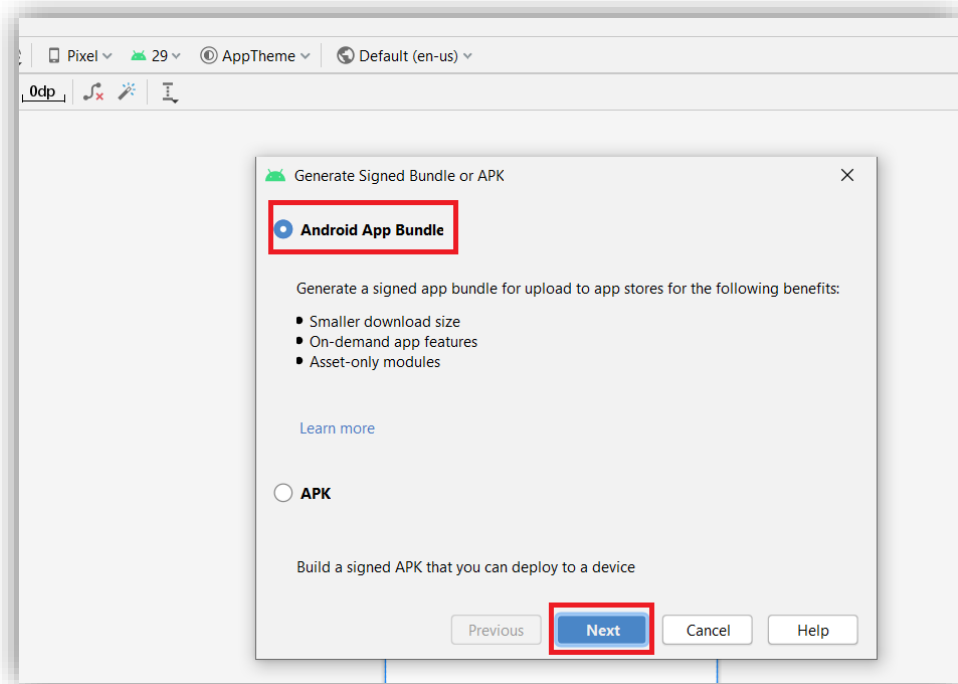 Pixel 29 AppTheme Default (en-us)
0dp
Generate Signed Bundle or APK
Android App Bundle
Generate a signed app bundle for upload to app stores for the following benefits:
• Smaller download size
• On-demand app features
• Asset-only modules
Learn more
APK
Build a signed APK that you can deploy to a device
Previous Next Cancel Help